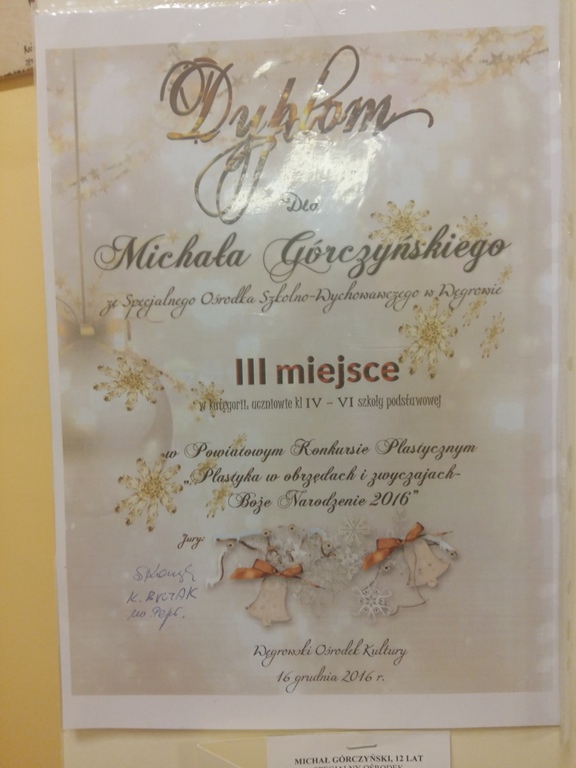 Dyplom
Dla
Michała Górczyńskiego
ze Specjalnego Ośrodka Szkolno-Wychowawczego w Węgrowie
III miejsce
w kategorii, uczniowie kl IV – VI szkoły podstawowej
w Powiatowym Konkursie Plastycznym
„Plastyka w obrzędach i zwyczajach-
Boże Narodzenie 2016”
Jury:
Węgrowski Ośrodek Kultury
16 grudnia 2016 r.
MICHAŁ GÓRCZYŃSKI, 12 LAT